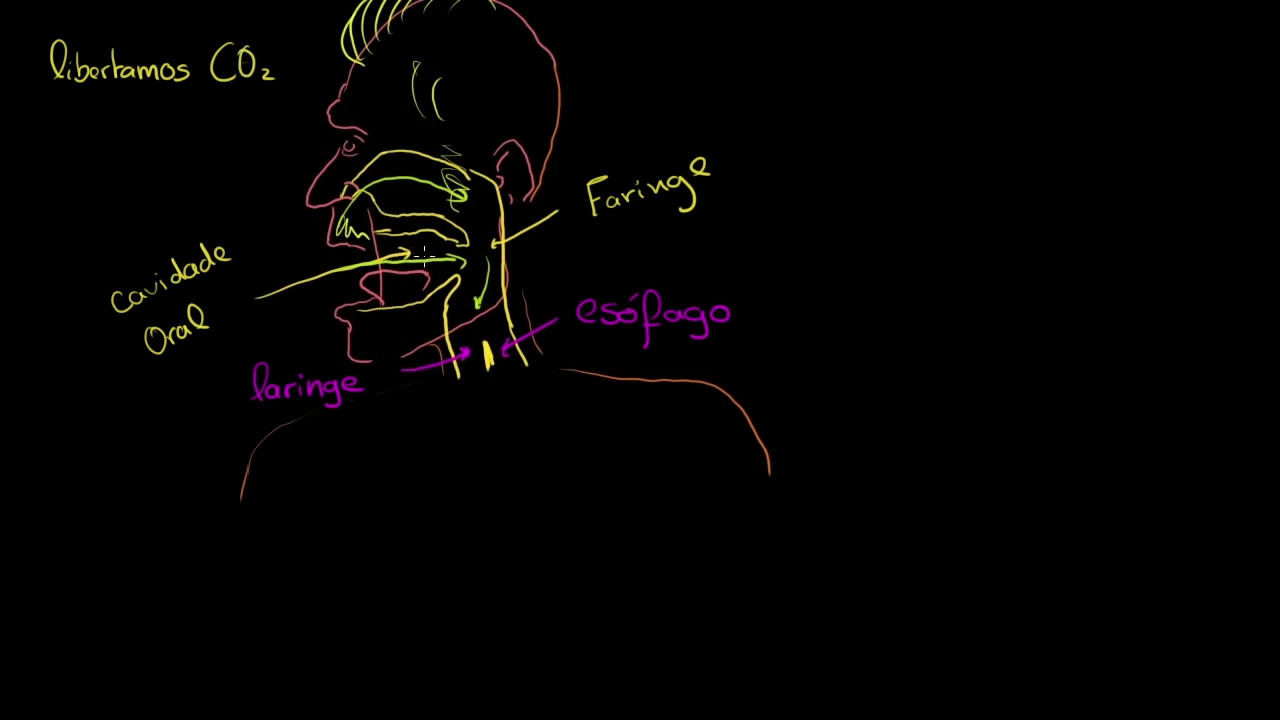 libertamos CO₂
Faringe
cavidade
oral
esófago
laringe